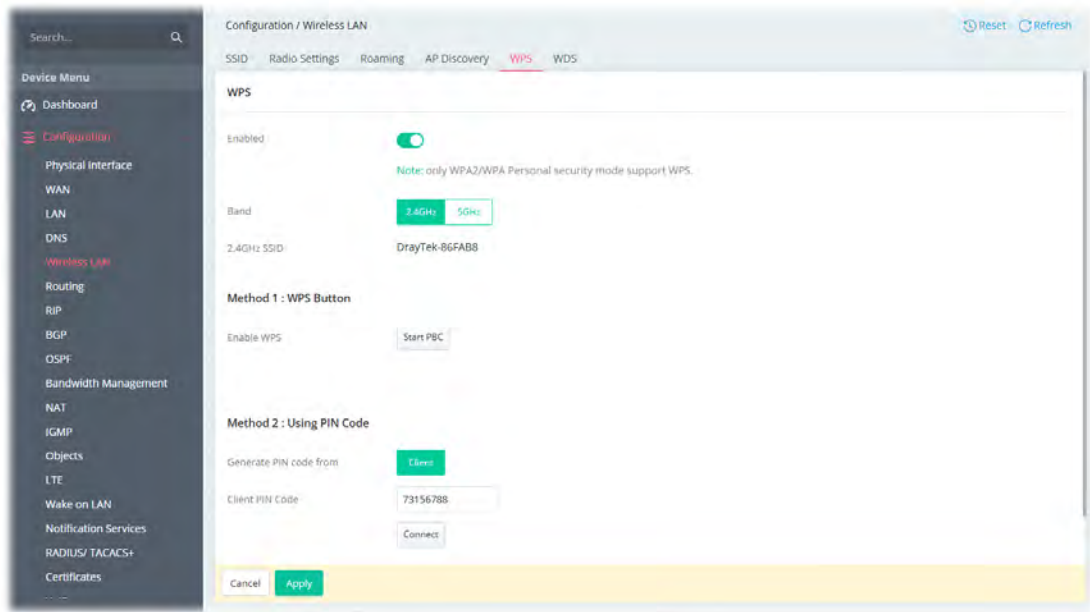 Search...
Device Menu
Dashboard
Configuration
Physical Interface
WAN
LAN
DNS
Wireless LAN
Routing
RIP
BGP
OSPF
Bandwidth Management
NAT
IGMP
Objects
LTE
Wake on LAN
Notification Services
RADIUS/ TACACS+
Certificates
Configuration / Wireless LAN
Reset Refresh
SSID Radio Settings Roaming AP Discovery WPS WDS
WPS
Enabled
Note: only WPA2/WPA Personal security mode support WPS.
Band 2.4GHz 5GHz
2.4GHz SSID DrayTek-86FAB8
Method 1 : WPS Button
Enable WPS Start PBC
Method 2 : Using PIN Code
Generate PIN code from Client
Client PIN Code 73156788
Connect
Cancel Apply